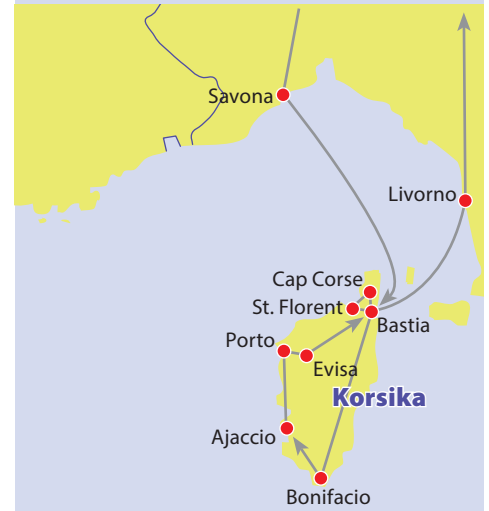 Savona
Livorno
Cap Corse
St. Florent
Bastia
Porto
Evisa
Korsika
Ajaccio
Bonifacio